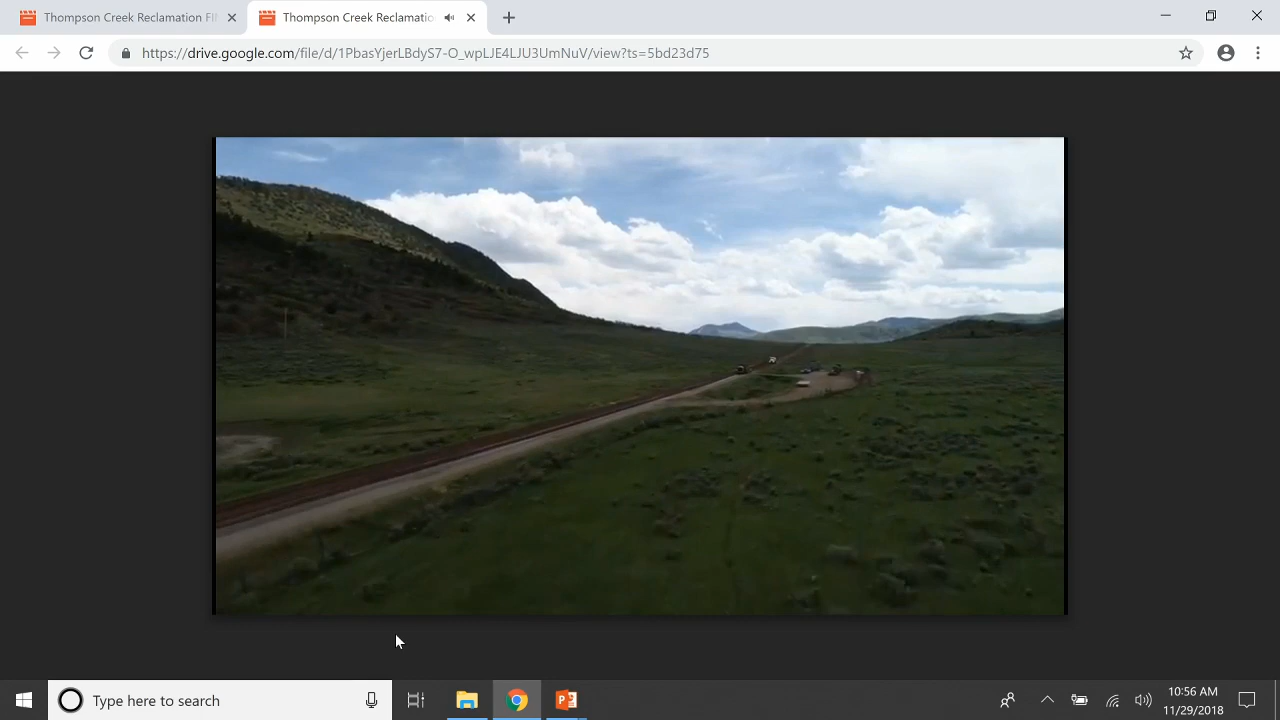 Thompson Creek Reclamation FI
Thompson Creek Reclamatio
https://drive.google.com/file/d/1PbasYjerLBdyS7-O_wpLJE4LJU3UmNuV/view?ts=5bd23d75
Type here to search
10:56 AM
11/29/2018